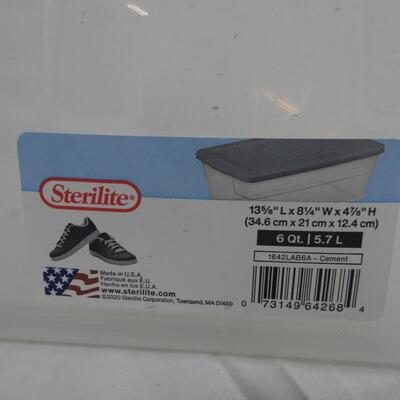 Sterilite®
13⅝" L x 8¼" W x 4⅞" H
(34.6 cm x 21 cm x 12.4 cm)
6 Qt. | 5.7 L
1642LAB6A - Cement
Made in U.S.A.
Fabriqué aux É.U.
Hecho en los E.U.A.
www.sterilite.com
©2020 Sterilite Corporation, Townsend, MA 01469
0 73149 64268 4